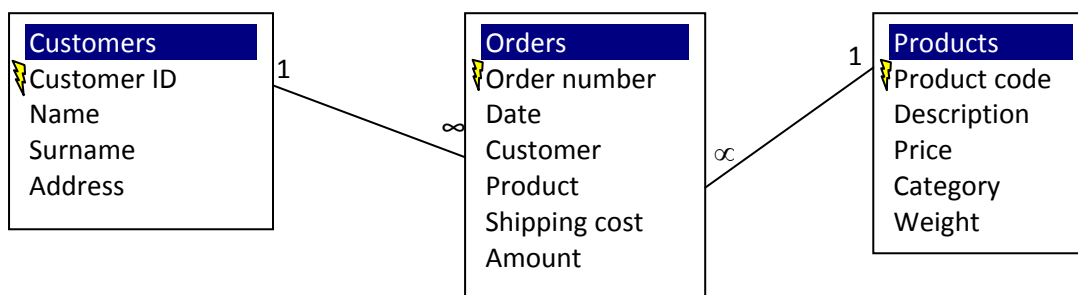 Customers
Customer ID
Name
Surname
Address
1
∞
Orders
Order number
Date
Customer
Product
Shipping cost
Amount
1
∝
Products
Product code
Description
Price
Category
Weight